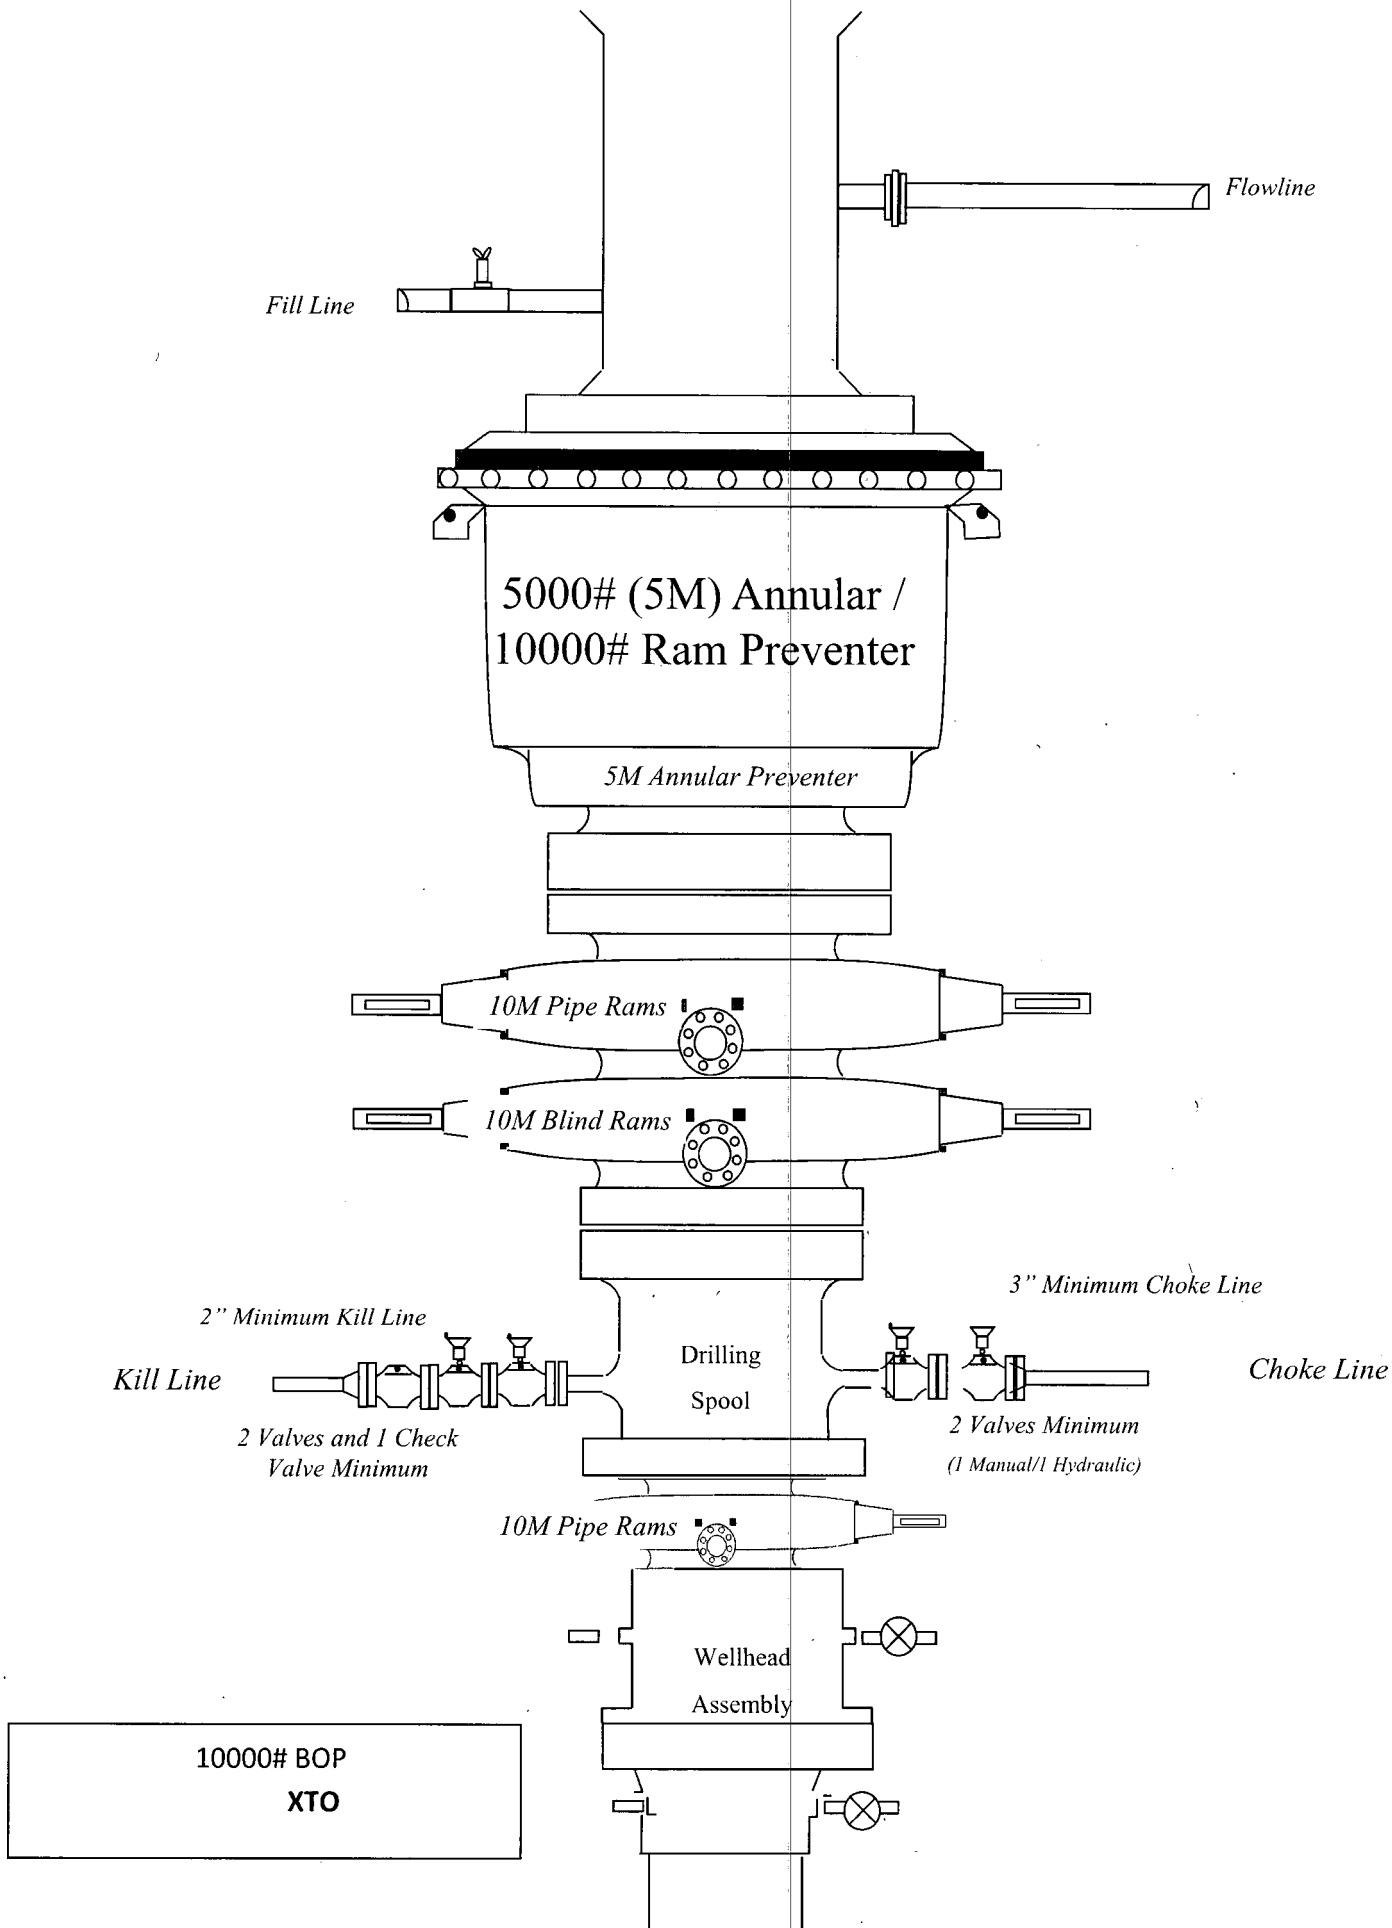 Flowline
Fill Line
5000# (5M) Annular /
10000# Ram Preventer
5M Annular Preventer
10M Pipe Rams
10M Blind Rams
3” Minimum Choke Line
2” Minimum Kill Line
Drilling
Spool
Kill Line
Choke Line
2 Valves and 1 Check
Valve Minimum
2 Valves Minimum
(1 Manual/1 Hydraulic)
10M Pipe Rams
Wellhead
Assembly
10000# BOP
XTO